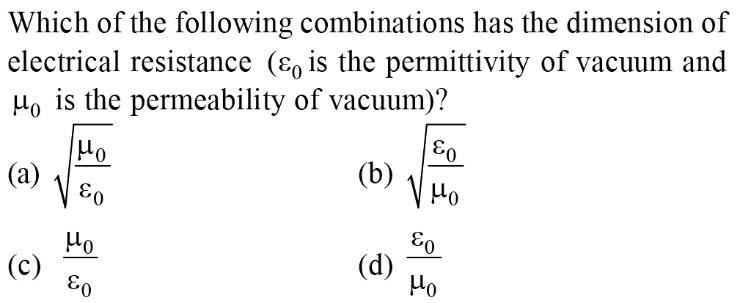 Which of the following combinations has the dimension of
electrical resistance (ε₀ is the permittivity of vacuum and
μ₀ is the permeability of vacuum)?
(a) √(μ₀/ε₀) (b) √(ε₀/μ₀)
(c) μ₀/ε₀ (d) ε₀/μ₀